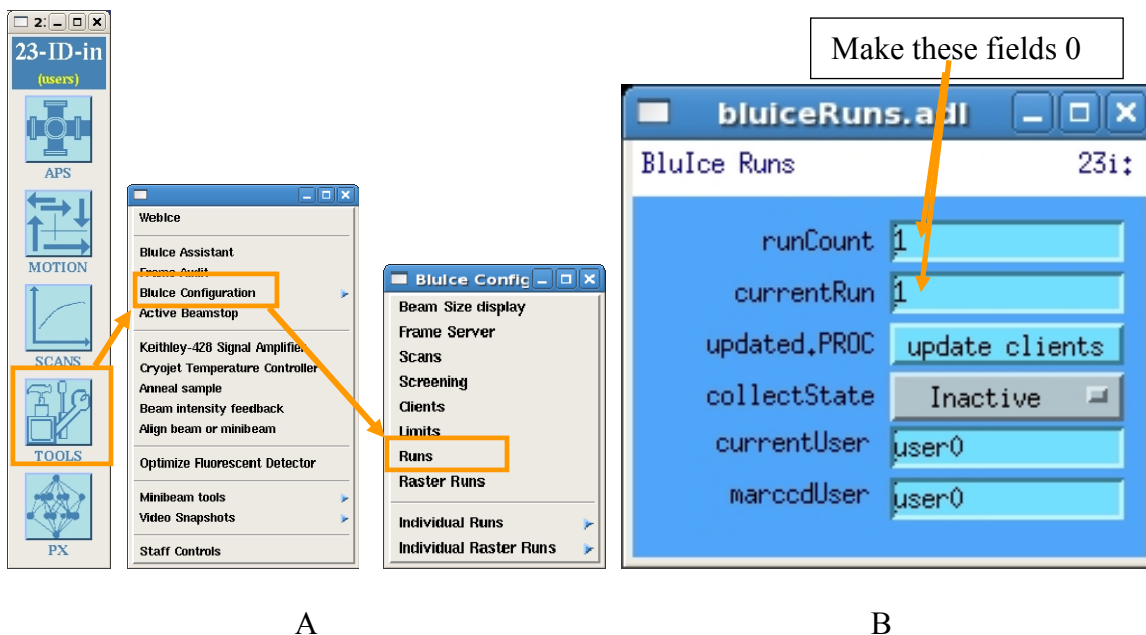 2:
23-ID-in
(users)
APS
MOTION
SCANS
TOOLS
PX
WebIce
BluIce Assistant
Frame Audit
BluIce Configuration
Active Beamstop
Keithley-428 Signal Amplifier
Cryojet Temperature Controller
Anneal sample
Beam intensity feedback
Align beam or minibeam
Optimize Fluorescent Detector
Minibeam tools
Video Snapshots
Staff Controls
BluIce Config
Beam Size display
Frame Server
Scans
Screening
Clients
Limits
Runs
Raster Runs
Individual Runs
Individual Raster Runs
Make these fields 0
bluiceRuns.adl
BluIce Runs 23i:
runCount 1
currentRun 1
updated.PROC update clients
collectState Inactive
currentUser user0
marccdUser user0
A B